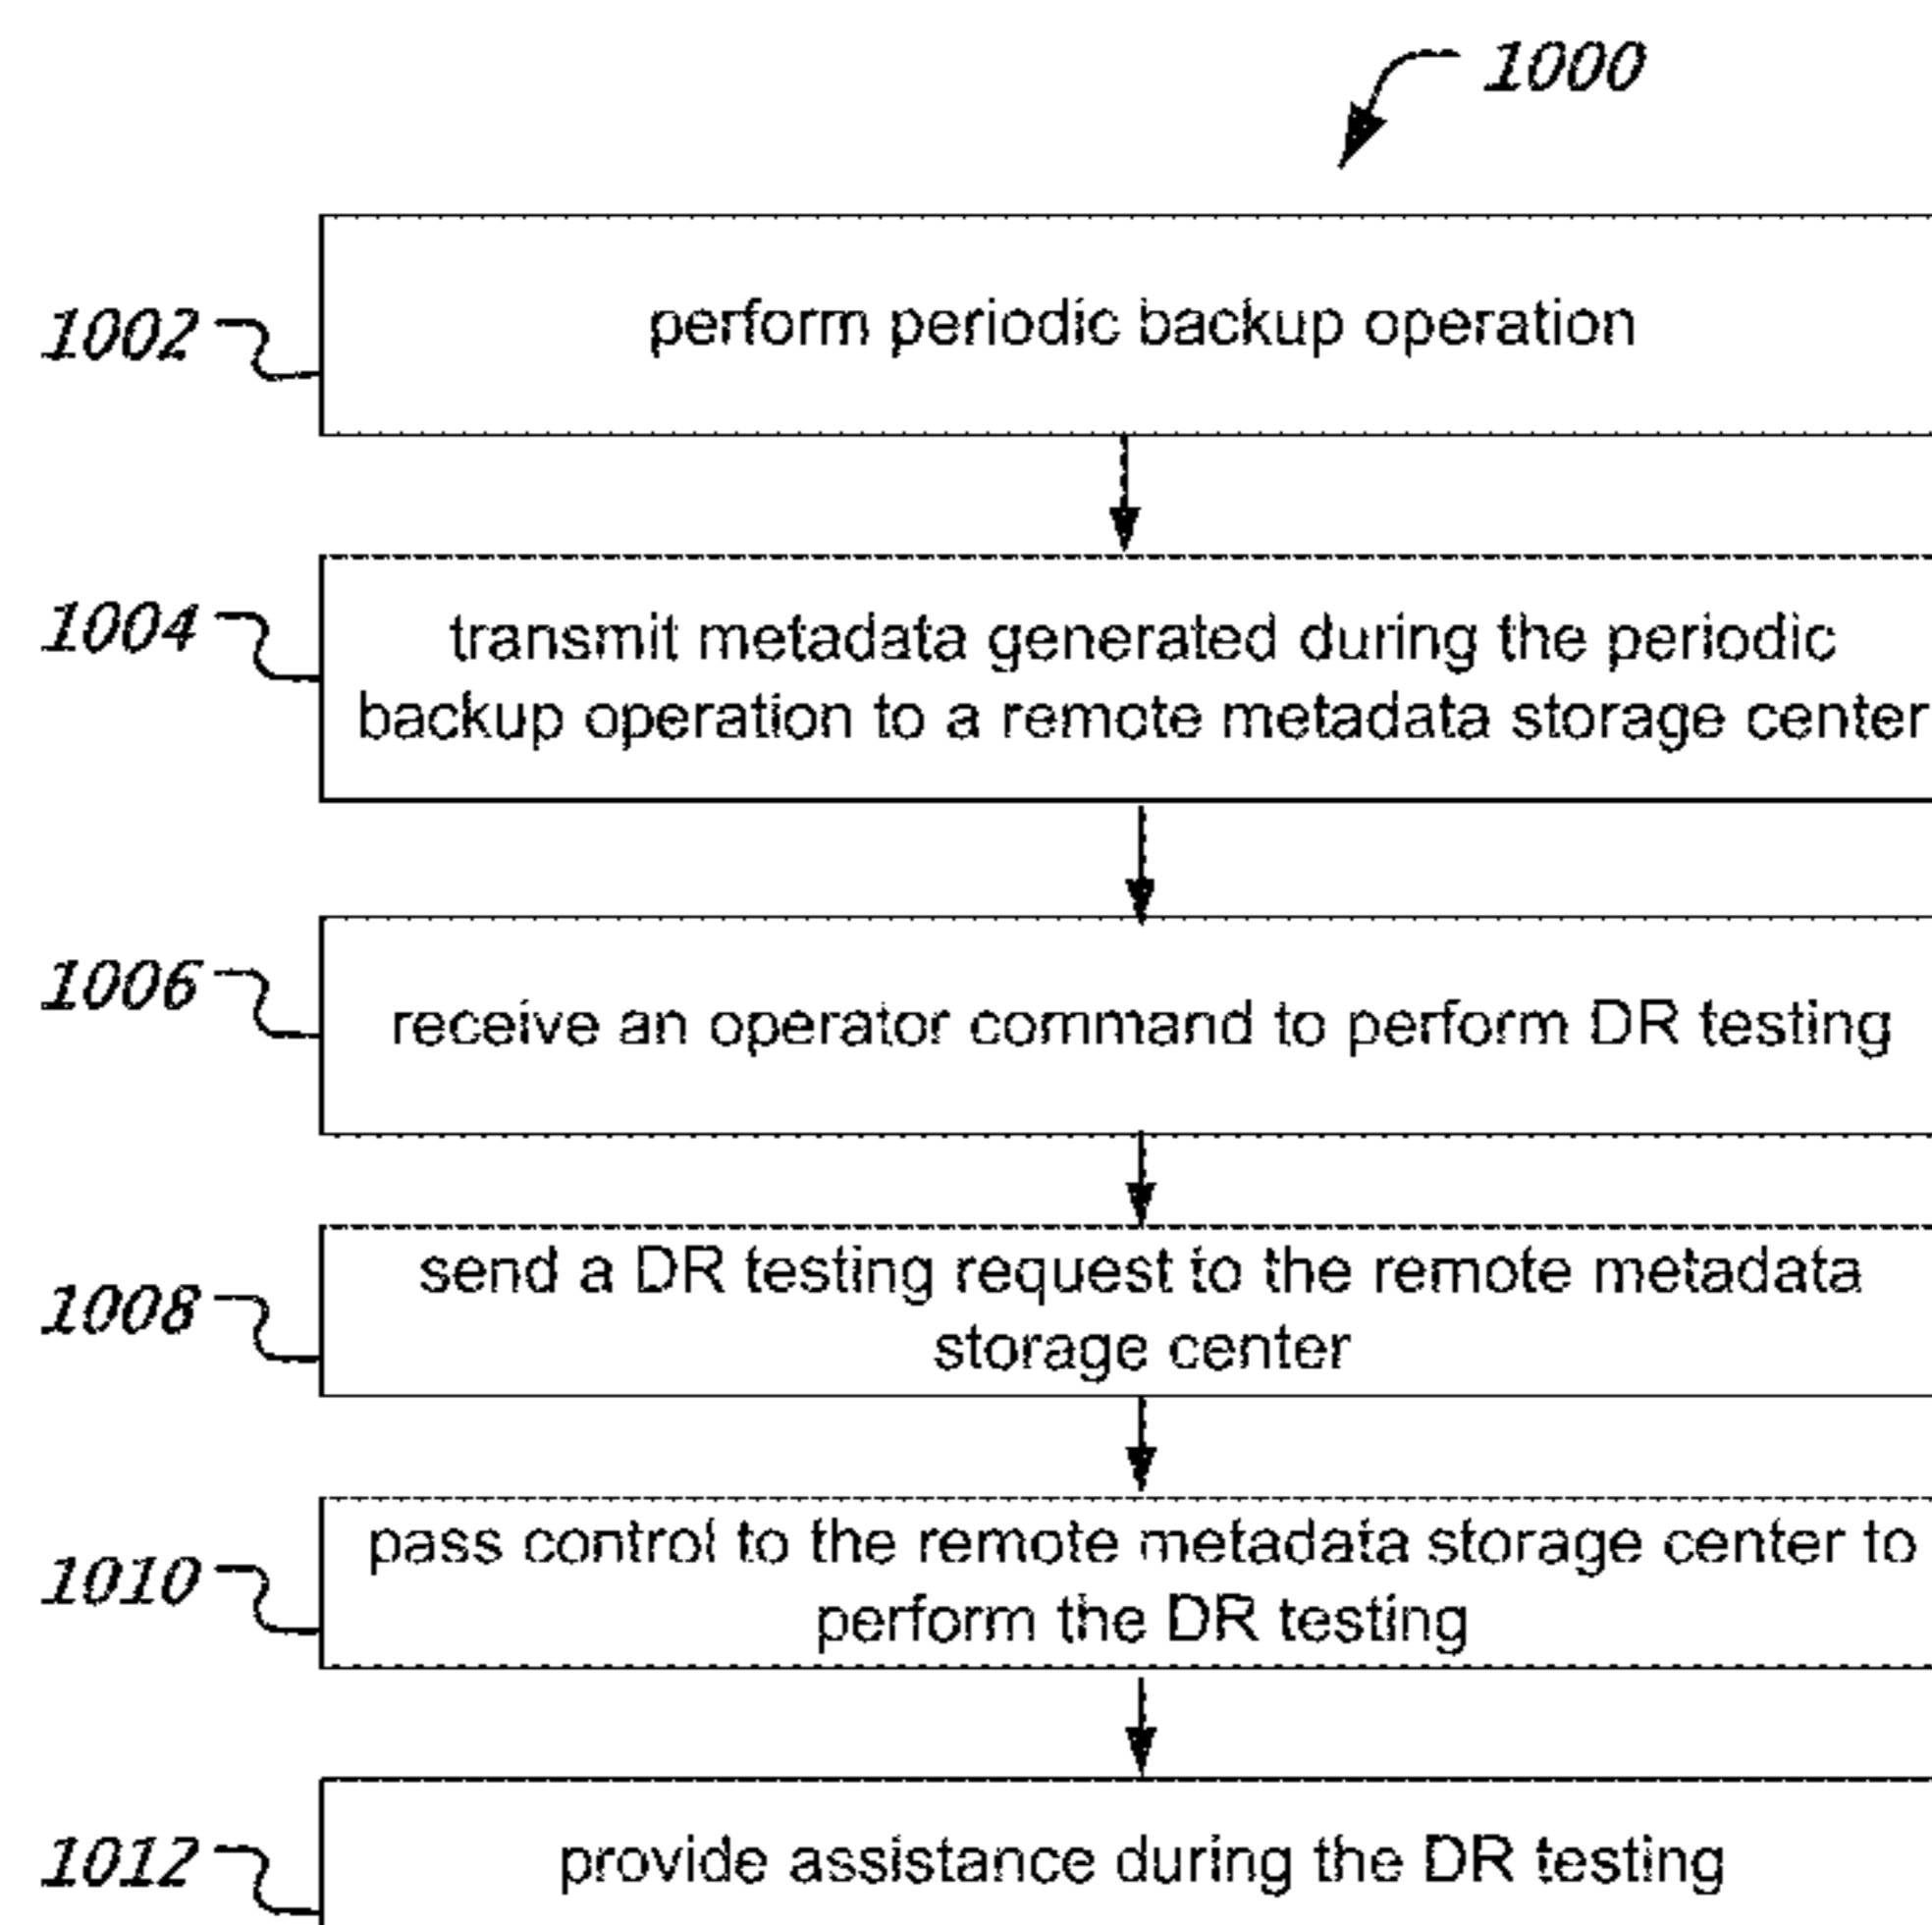 1000
1002
perform periodic backup operation
1004
transmit metadata generated during the periodic
backup operation to a remote metadata storage center
1006
receive an operator command to perform DR testing
1008
send a DR testing request to the remote metadata
storage center
1010
pass control to the remote metadata storage center to
perform the DR testing
1012
provide assistance during the DR testing